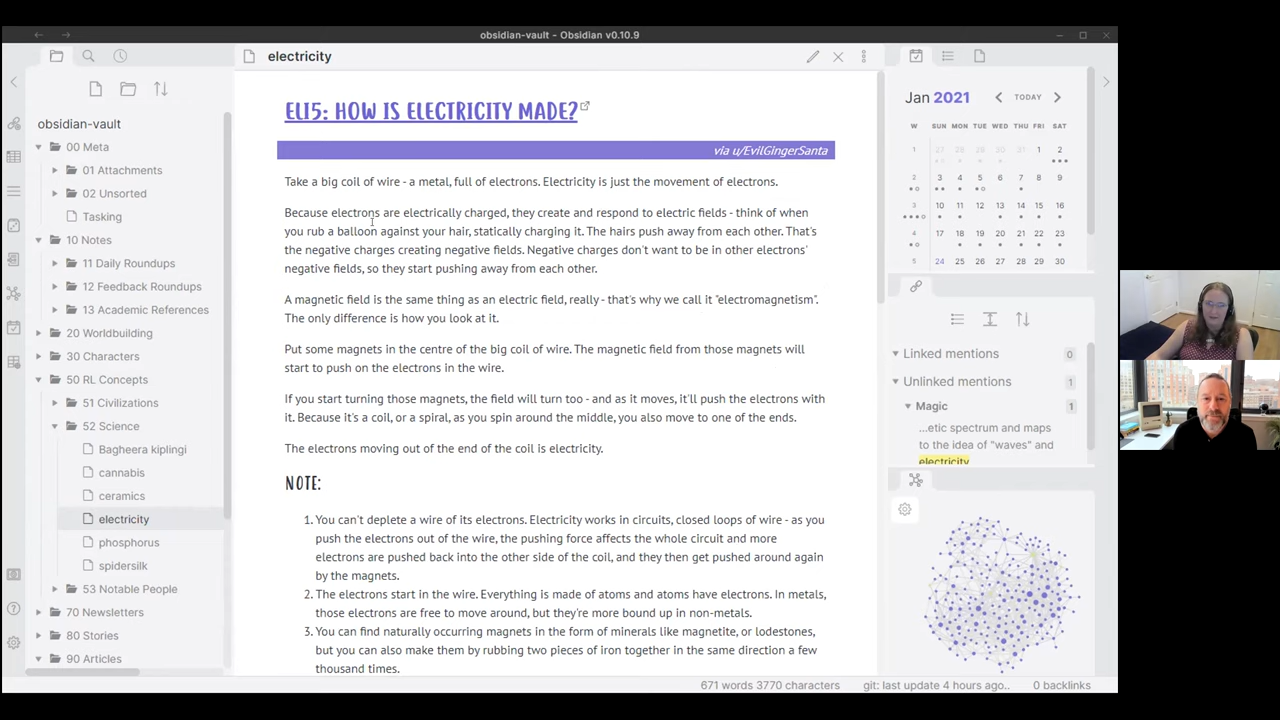 obsidian-vault - Obsidian v0.10.9
electricity
obsidian-vault
00 Meta
01 Attachments
02 Unsorted
Tasking
10 Notes
11 Daily Roundups
12 Feedback Roundups
13 Academic References
20 Worldbuilding
30 Characters
50 RL Concepts
51 Civilizations
52 Science
Bagheera kiplingi
cannabis
ceramics
electricity
phosphorus
spidersilk
53 Notable People
70 Newsletters
80 Stories
90 Articles
ELI5: HOW IS ELECTRICITY MADE?
via u/EvilGingerSanta
Take a big coil of wire - a metal, full of electrons. Electricity is just the movement of electrons.
Because electrons are electrically charged, they create and respond to electric fields - think of when
you rub a balloon against your hair, statically charging it. The hairs push away from each other. That's
the negative charges creating negative fields. Negative charges don't want to be in other electrons'
negative fields, so they start pushing away from each other.
A magnetic field is the same thing as an electric field, really - that's why we call it "electromagnetism".
The only difference is how you look at it.
Put some magnets in the centre of the big coil of wire. The magnetic field from those magnets will
start to push on the electrons in the wire.
If you start turning those magnets, the field will turn too - and as it moves, it'll push the electrons with
it. Because it's a coil, or a spiral, as you spin around the middle, you also move to one of the ends.
The electrons moving out of the end of the coil is electricity.
NOTE:
1. You can't deplete a wire of its electrons. Electricity works in circuits, closed loops of wire - as you
push the electrons out of the wire, the pushing force affects the whole circuit and more
electrons are pushed back into the other side of the coil, and they then get pushed around again
by the magnets.
2. The electrons start in the wire. Everything is made of atoms and atoms have electrons. In metals,
those electrons are free to move around, but they're more bound up in non-metals.
3. You can find naturally occurring magnets in the form of minerals like magnetite, or lodestones,
but you can also make them by rubbing two pieces of iron together in the same direction a few
thousand times.
Jan 2021
TODAY
W SUN MON TUE WED THU FRI SAT
1 27 28 29 30 31 1 2
2 3 4 5 6 7 8 9
3 10 11 12 13 14 15 16
4 17 18 19 20 21 22 23
5 24 25 26 27 28 29 30
Linked mentions 0
Unlinked mentions 1
Magic 1
...etic spectrum and maps
to the idea of "waves" and
electricity
671 words 3770 characters
git: last update 4 hours ago..
0 backlinks